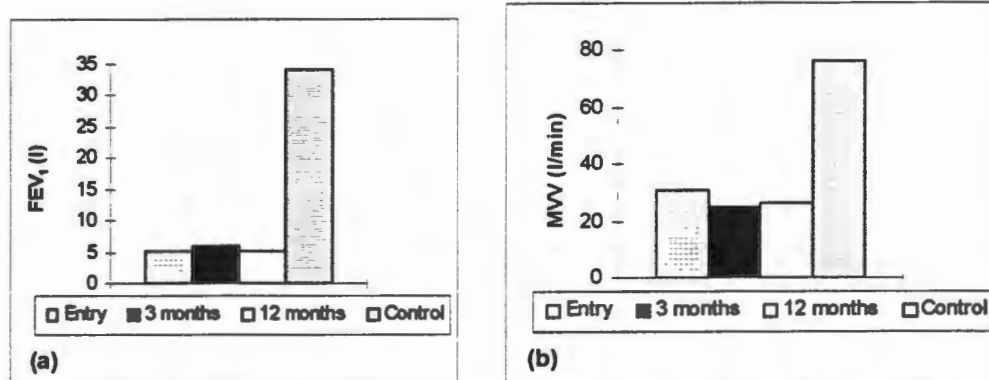 35
30
25
20
15
10
5
0
FEV₁ (l)
Entry 3 months 12 months Control
(a)
80
60
40
20
0
MVV (l/min)
Entry 3 months 12 months Control
(b)